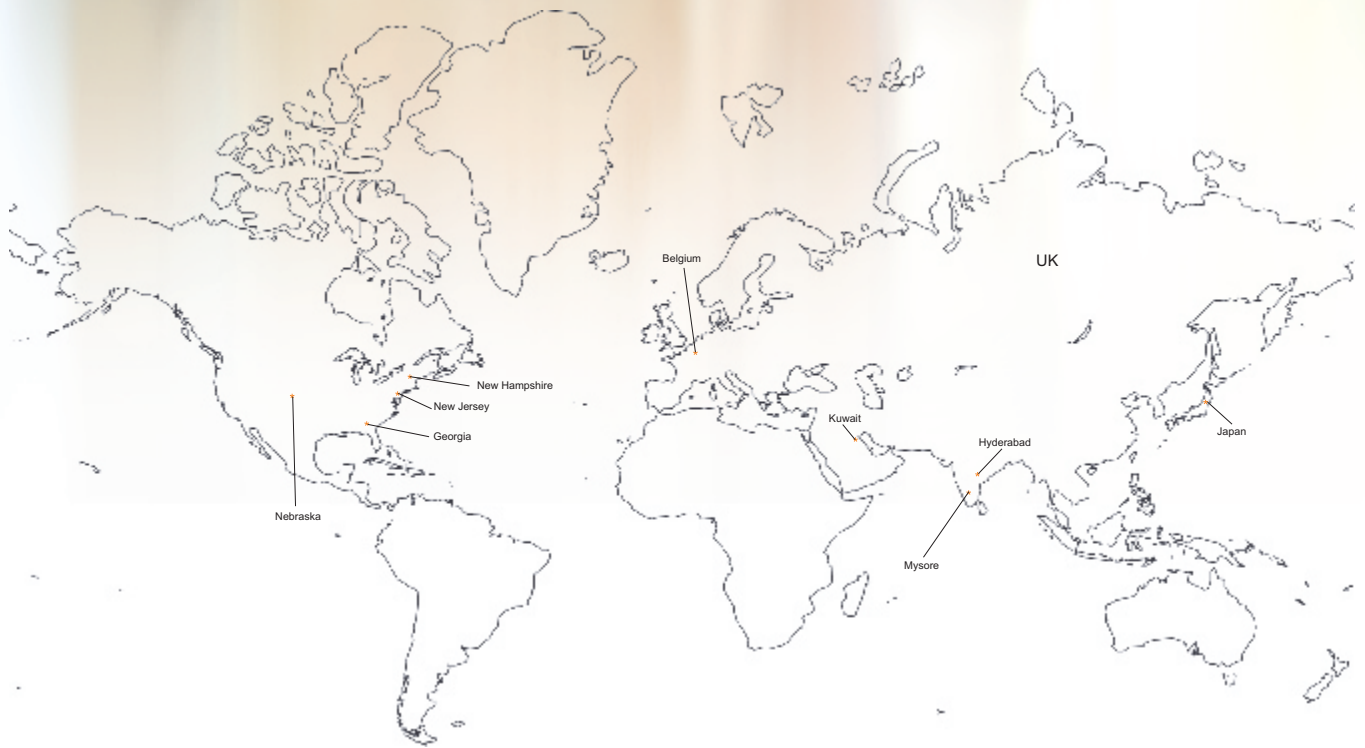 Belgium
UK
New Hampshire
New Jersey
Kuwait
Japan
Georgia
Hyderabad
Nebraska
Mysore